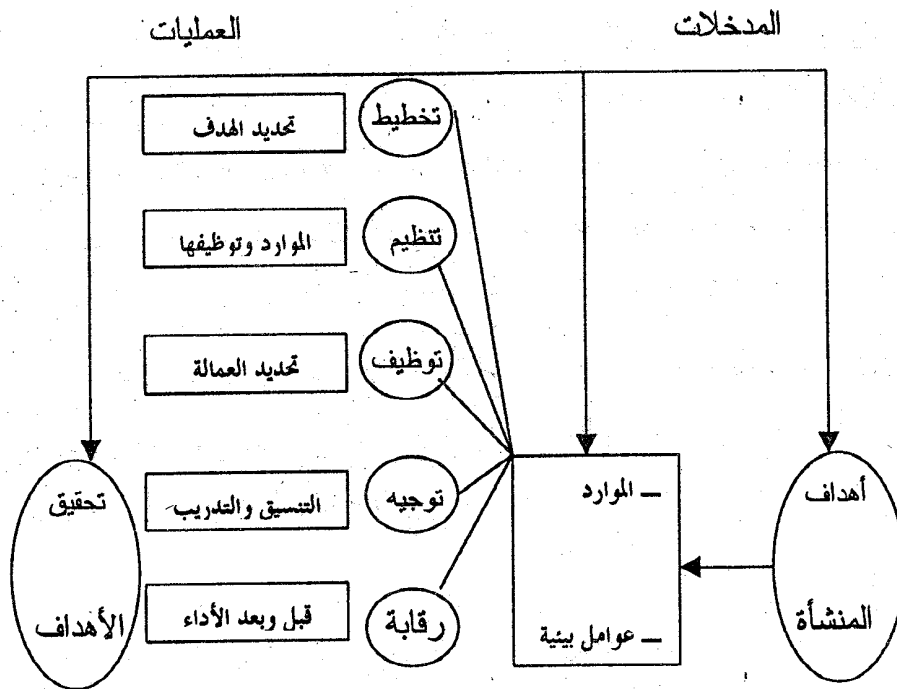 المدخلات
العمليات
تخطيط
تحديد الهدف
تنظيم
الموارد وتوظيفها
توظيف
تحديد العمالة
أهداف
المنشأة
– الموارد
– عوامل بيئية
توجيه
التنسيق والتدريب
رقابة
قبل وبعد الأداء
تحقيق
الأهداف